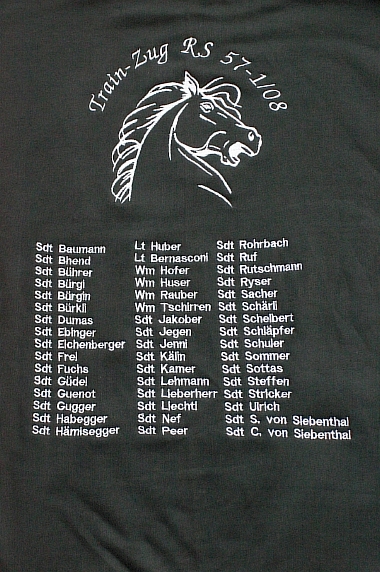 Train-Zug RS 57-1/08
Sdt Baumann
Sdt Bhend
Sdt Bührer
Sdt Bürgi
Sdt Bürgin
Sdt Bürkli
Sdt Dumas
Sdt Ebinger
Sdt Eichenberger
Sdt Frei
Sdt Fuchs
Sdt Güdel
Sdt Guenot
Sdt Gugger
Sdt Habegger
Sdt Hämisegger
Lt Huber
Lt Bernasconi
Wm Hofer
Wm Huser
Wm Rauber
Wm Tschirren
Sdt Jakober
Sdt Jegen
Sdt Jenni
Sdt Kälin
Sdt Karner
Sdt Lehmann
Sdt Lieberherr
Sdt Liechti
Sdt Nef
Sdt Peer
Sdt Rohrbach
Sdt Ruf
Sdt Rutschmann
Sdt Ryser
Sdt Sacher
Sdt Schärli
Sdt Scheibert
Sdt Schläpfer
Sdt Schuler
Sdt Sommer
Sdt Sottas
Sdt Steffen
Sdt Stricker
Sdt Ulrich
Sdt S. von Siebenthal
Sdt C. von Siebenthal